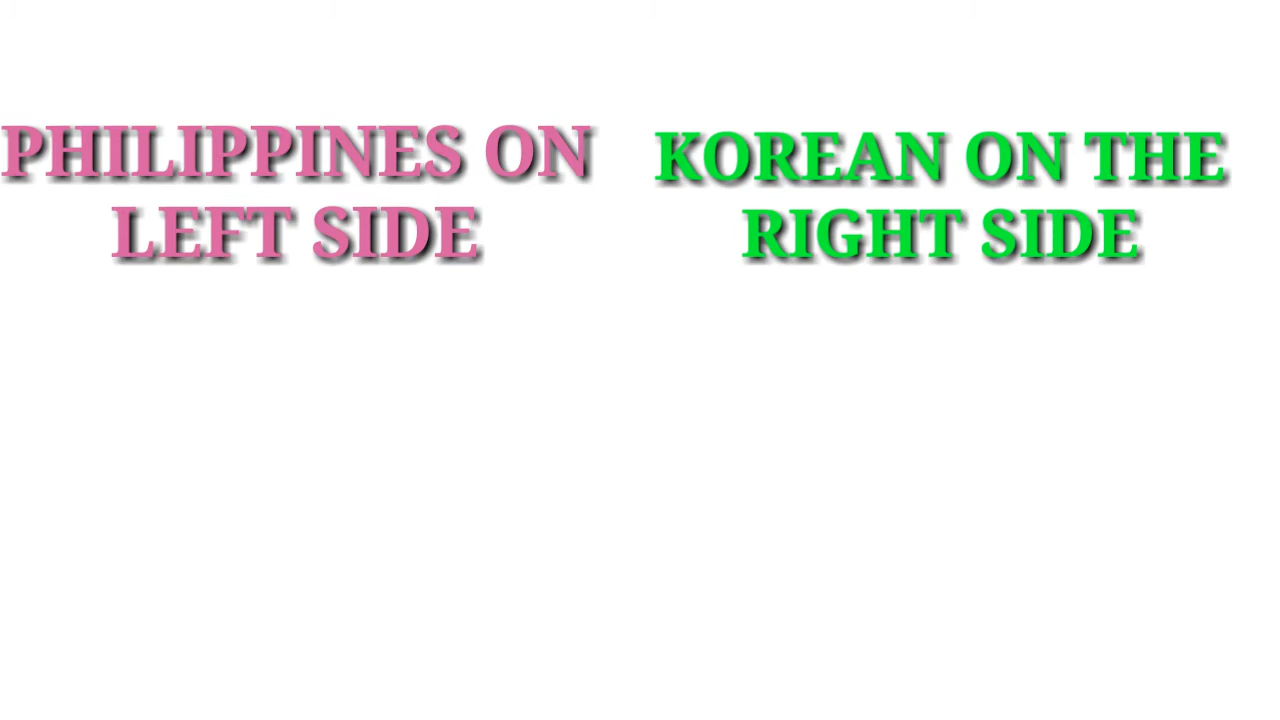 PHILIPPINES ON
LEFT SIDE
KOREAN ON THE
RIGHT SIDE